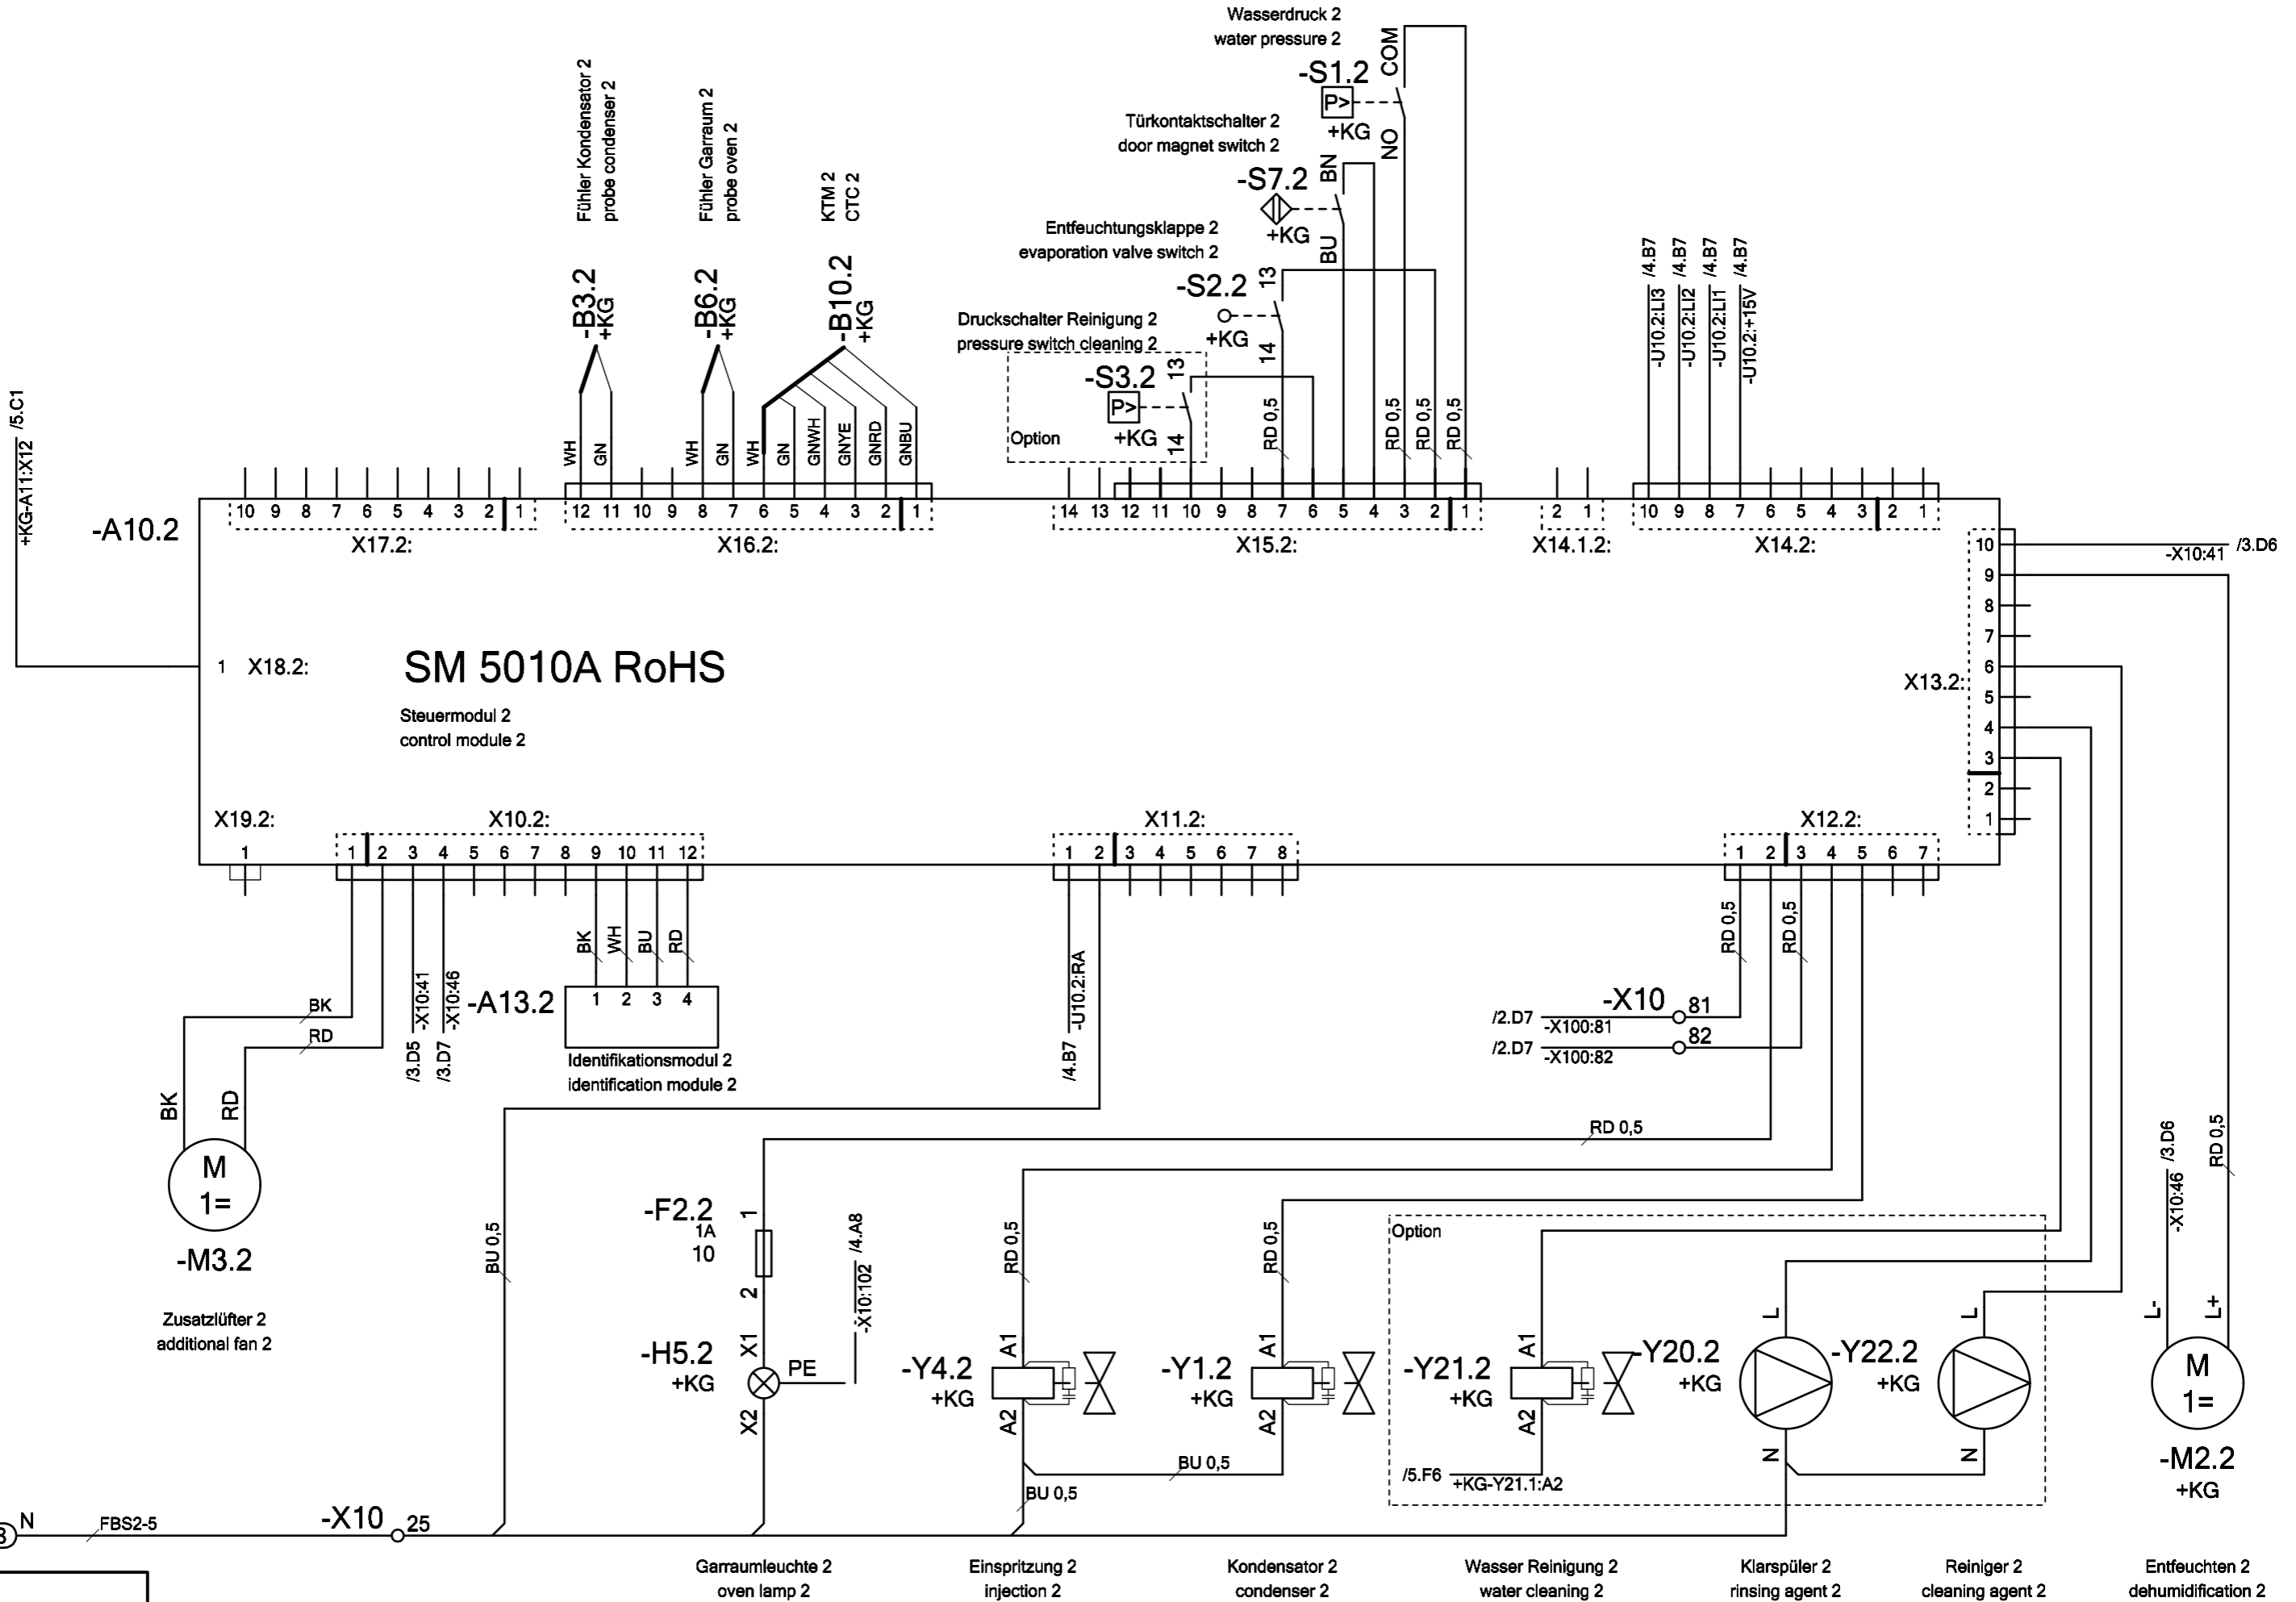 Wasserdruck 2
water pressure 2
-S1.2
P>
+KG
COM
NO
Türkontaktschalter 2
door magnet switch 2
-S7.2
+KG
BN
BU
Entfeuchtungsklappe 2
evaporation valve switch 2
-S2.2
+KG
13
14
Druckschalter Reinigung 2
pressure switch cleaning 2
-S3.2
P>
+KG
13
14
Option
RD 0,5
RD 0,5
RD 0,5
RD 0,5
Fühler Kondensator 2
probe condenser 2
-B3.2
+KG
WH
GN
Fühler Garraum 2
probe oven 2
-B6.2
+KG
WH
GN
KTM 2
CTC 2
-B10.2
+KG
WH
GN
GNWH
GNYE
GNRD
GNBU
/4.B7
-U10.2:LI3
/4.B7
-U10.2:LI2
/4.B7
-U10.2:LI1
/4.B7
-U10.2:+15V
/5.C1
+KG-A11:X12
-A10.2
10 9 8 7 6 5 4 3 2 1
X17.2:
12 11 10 9 8 7 6 5 4 3 2 1
X16.2:
14 13 12 11 10 9 8 7 6 5 4 3 2 1
X15.2:
2 1
X14.1.2:
10 9 8 7 6 5 4 3 2 1
X14.2:
10
9
8
7
6
5
4
3
2
1
X13.2:
-X10:41 /3.D6
1 X18.2:
SM 5010A RoHS
Steuermodul 2
control module 2
X19.2:
1
X10.2:
1 2 3 4 5 6 7 8 9 10 11 12
X11.2:
1 2 3 4 5 6 7 8
X12.2:
1 2 3 4 5 6 7
BK
RD
BK
RD
M
1=
-M3.2
Zusatzlüfter 2
additional fan 2
/3.D5
-X10:41
/3.D7
-X10:46
BK
WH
BU
RD
-A13.2
1 2 3 4
Identifikationsmodul 2
identification module 2
/4.B7
-U10.2:RA
RD 0,5
RD 0,5
-X10
/2.D7 -X100:81 81
/2.D7 -X100:82 82
BU 0,5
RD 0,5
-F2.2
1A
10
1
2
/4.A8
-X10:102
-H5.2
+KG
X1
X2
PE
RD 0,5
-Y4.2
+KG
A1
A2
RD 0,5
-Y1.2
+KG
A1
A2
BU 0,5
BU 0,5
Option
-Y21.2
+KG
A1
A2
/5.F6 +KG-Y21.1:A2
-Y20.2
+KG
L
N
-Y22.2
+KG
L
N
/3.D6
-X10:46
RD 0,5
L-
L+
M
1=
-M2.2
+KG
N
FBS2-5
-X10
25
Garraumleuchte 2
oven lamp 2
Einspritzung 2
injection 2
Kondensator 2
condenser 2
Wasser Reinigung 2
water cleaning 2
Klarspüler 2
rinsing agent 2
Reiniger 2
cleaning agent 2
Entfeuchten 2
dehumidification 2